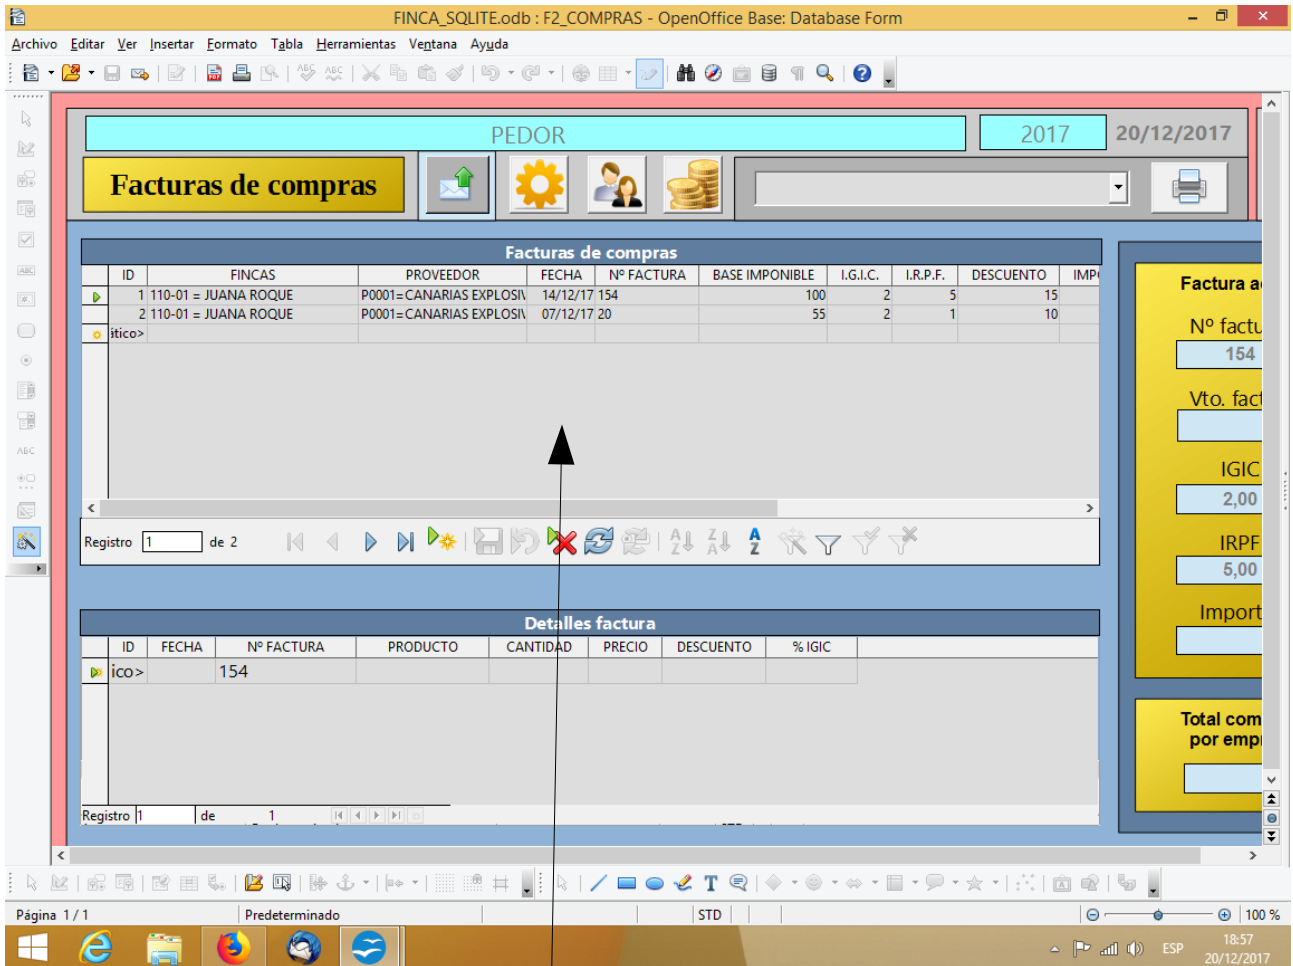 FINCA_SQLITE.odb : F2_COMPRAS - OpenOffice Base: Database Form
Archivo Editar Ver Insertar Formato Tabla Herramientas Ventana Ayuda
PEDOR 2017 20/12/2017
Facturas de compras
Facturas de compras
ID FINCAS PROVEEDOR FECHA Nº FACTURA BASE IMPONIBLE I.G.I.C. I.R.P.F. DESCUENTO IMP
1 110-01 = JUANA ROQUE P0001=CANARIAS EXPLOSIV 14/12/17 154 100 2 5 15
2 110-01 = JUANA ROQUE P0001=CANARIAS EXPLOSIV 07/12/17 20 55 2 1 10
ático>
Registro 1 de 2
Factura a
Nº factu
154
Vto. fact
IGIC
2,00
IRPF
5,00
Import
Detalles factura
ID FECHA Nº FACTURA PRODUCTO CANTIDAD PRECIO DESCUENTO % IGIC
ico> 154
Registro 1 de 1
Total com
por emp
Página 1 / 1 Predeterminado STD 100 %
ESP 18:57
20/12/2017